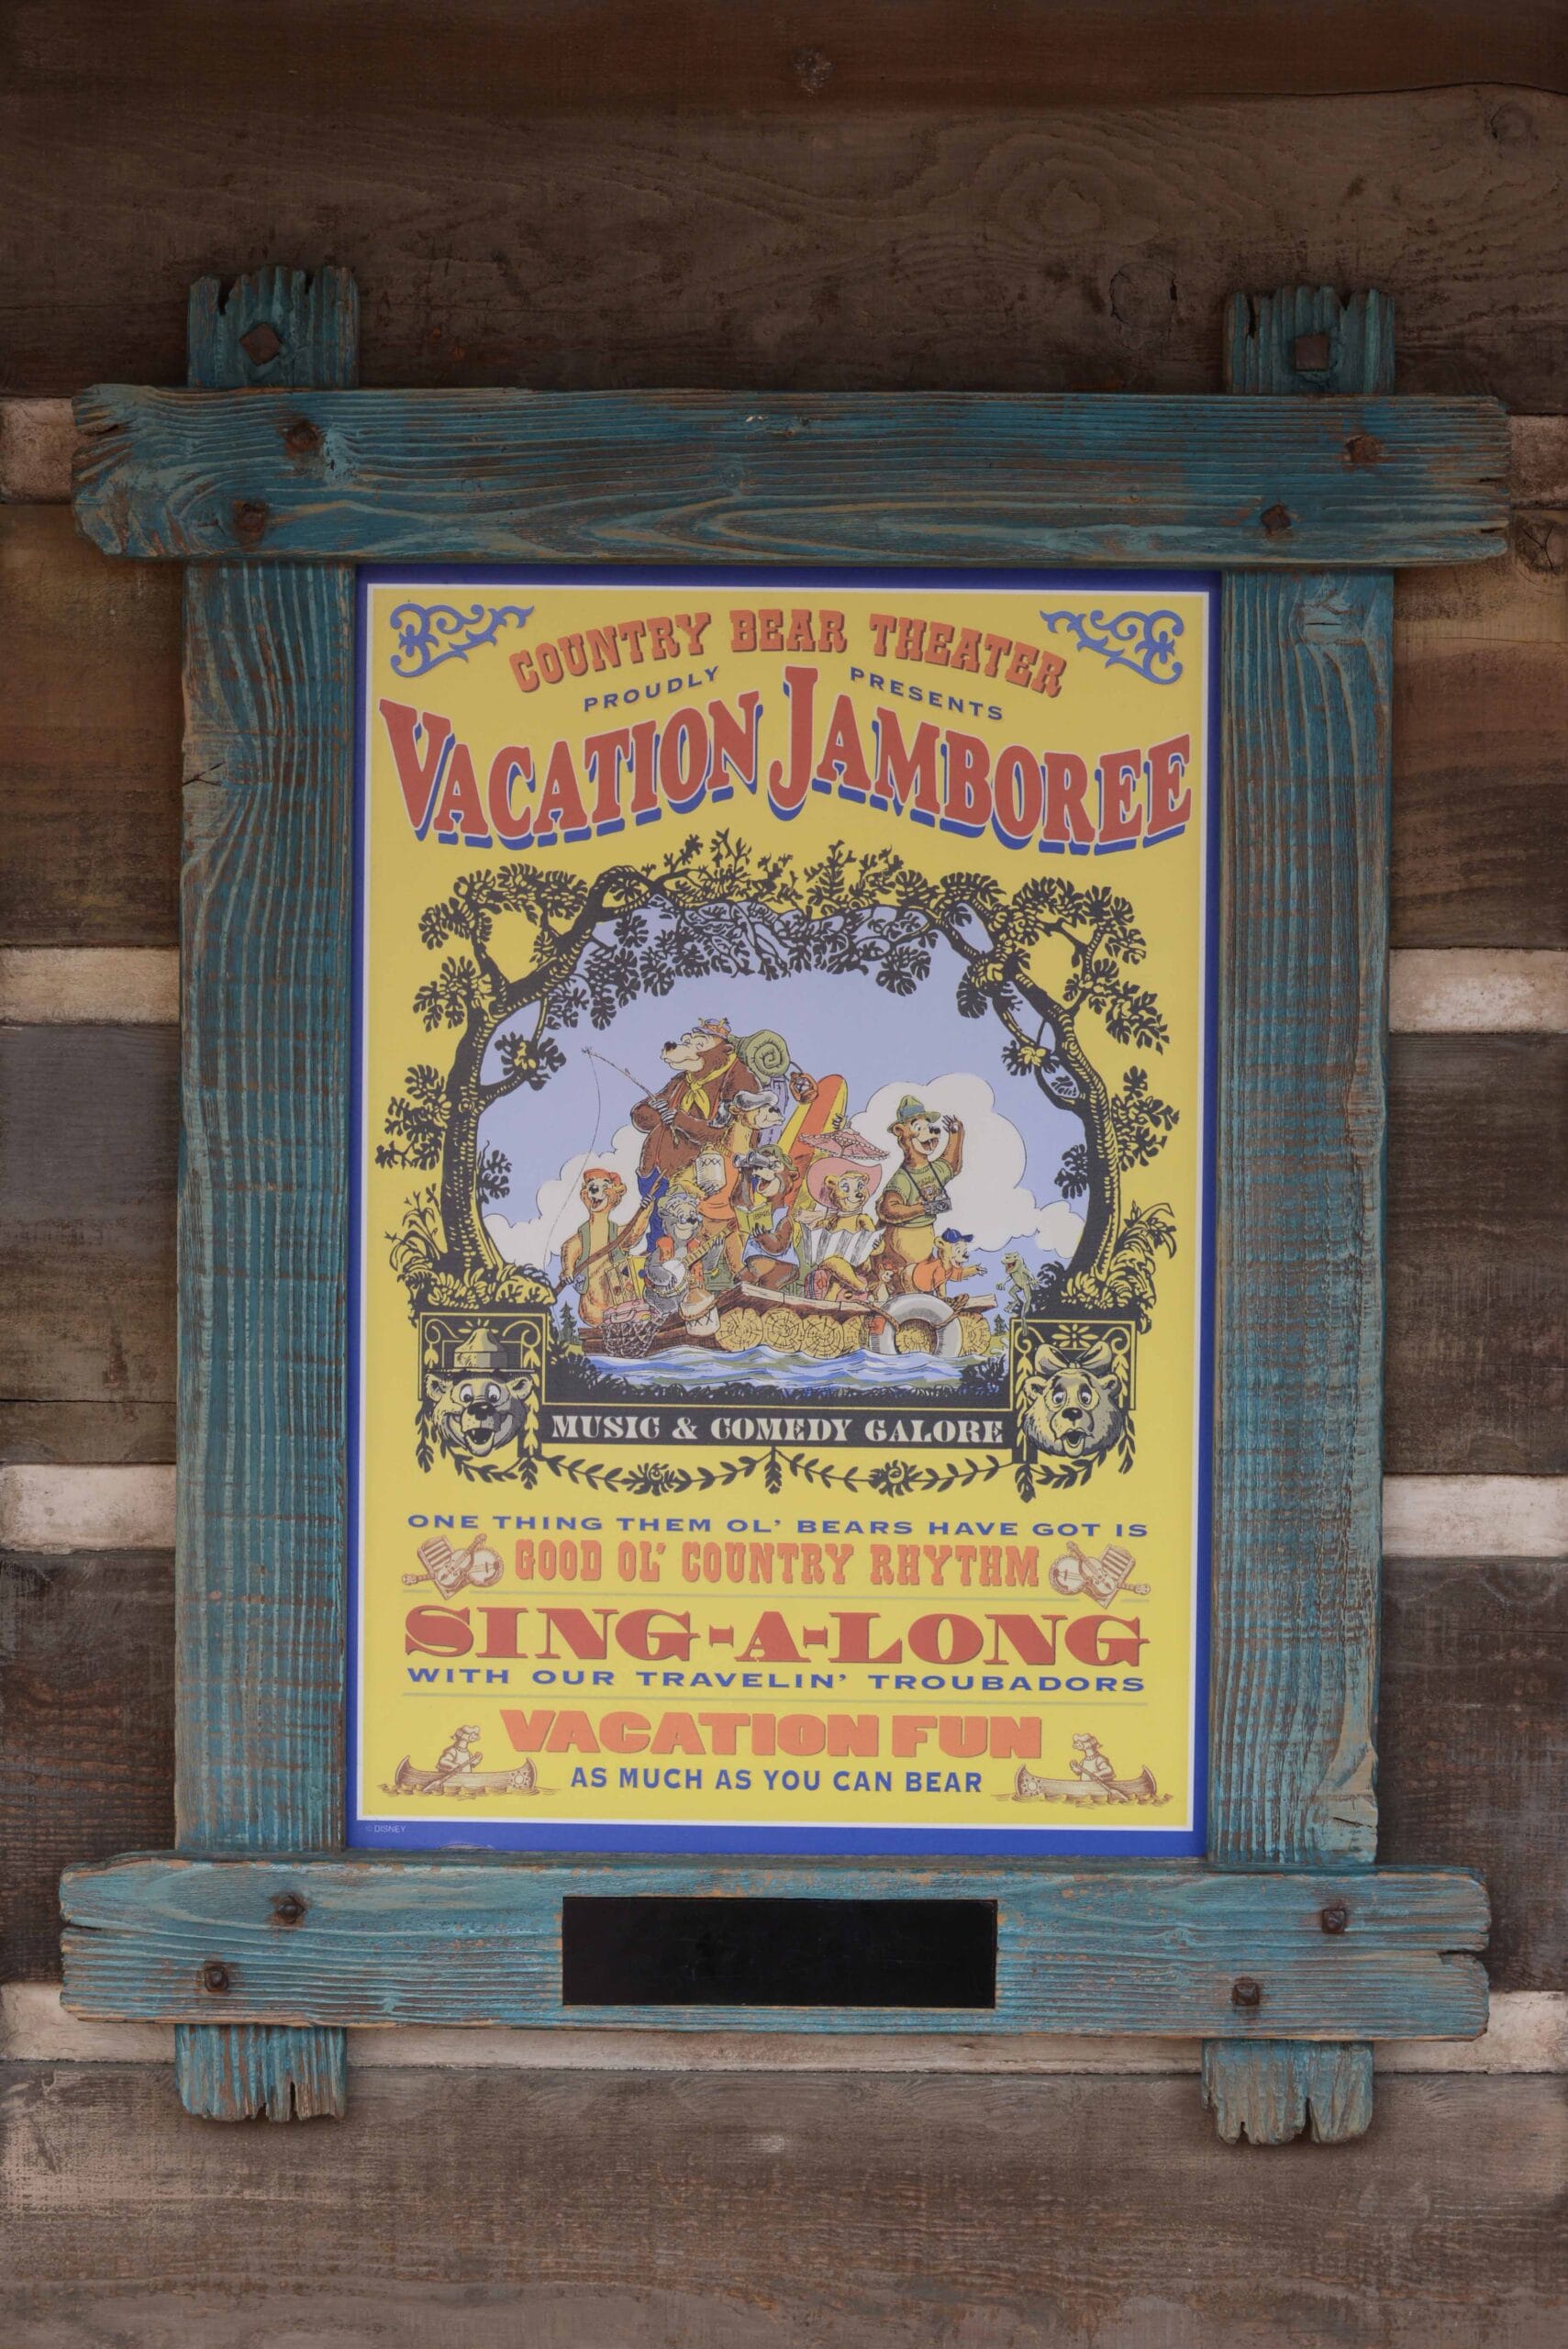 COUNTRY BEAR THEATER
PROUDLY PRESENTS
VACATION JAMBOREE
MUSIC & COMEDY GALORE
ONE THING THEM OL' BEARS HAVE GOT IS
GOOD OL' COUNTRY RHYTHM
SING-A-LONG
WITH OUR TRAVELIN' TROUBADORS
VACATION FUN
AS MUCH AS YOU CAN BEAR
© DISNEY